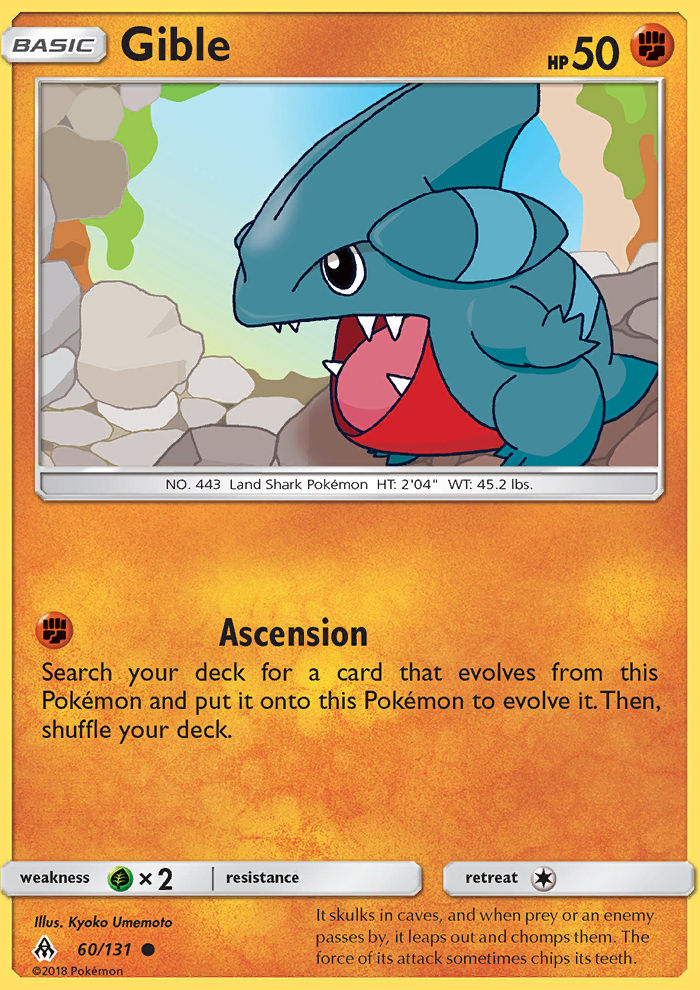 BASIC Gible HP 50
NO. 443 Land Shark Pokémon HT: 2'04" WT: 45.2 lbs.
Ascension
Search your deck for a card that evolves from this
Pokémon and put it onto this Pokémon to evolve it. Then,
shuffle your deck.
weakness × 2 resistance retreat
Illus. Kyoko Umemoto
60/131
©2018 Pokémon
It skulks in caves, and when prey or an enemy
passes by, it leaps out and chomps them. The
force of its attack sometimes chips its teeth.